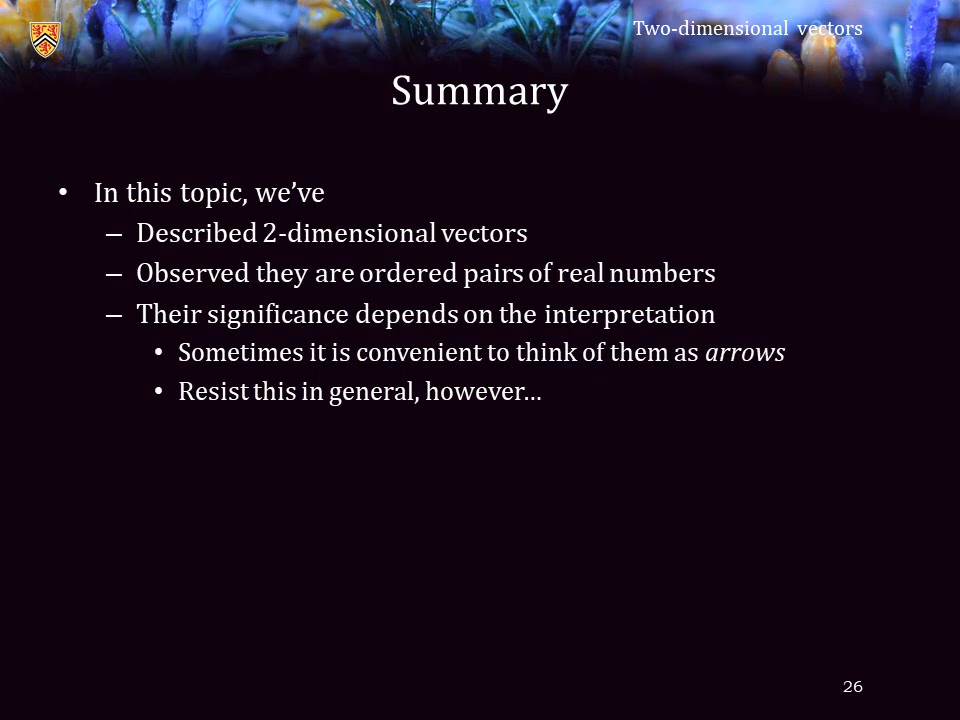 Two-dimensional vectors
Summary
• In this topic, we’ve
– Described 2-dimensional vectors
– Observed they are ordered pairs of real numbers
– Their significance depends on the interpretation
• Sometimes it is convenient to think of them as arrows
• Resist this in general, however…
26